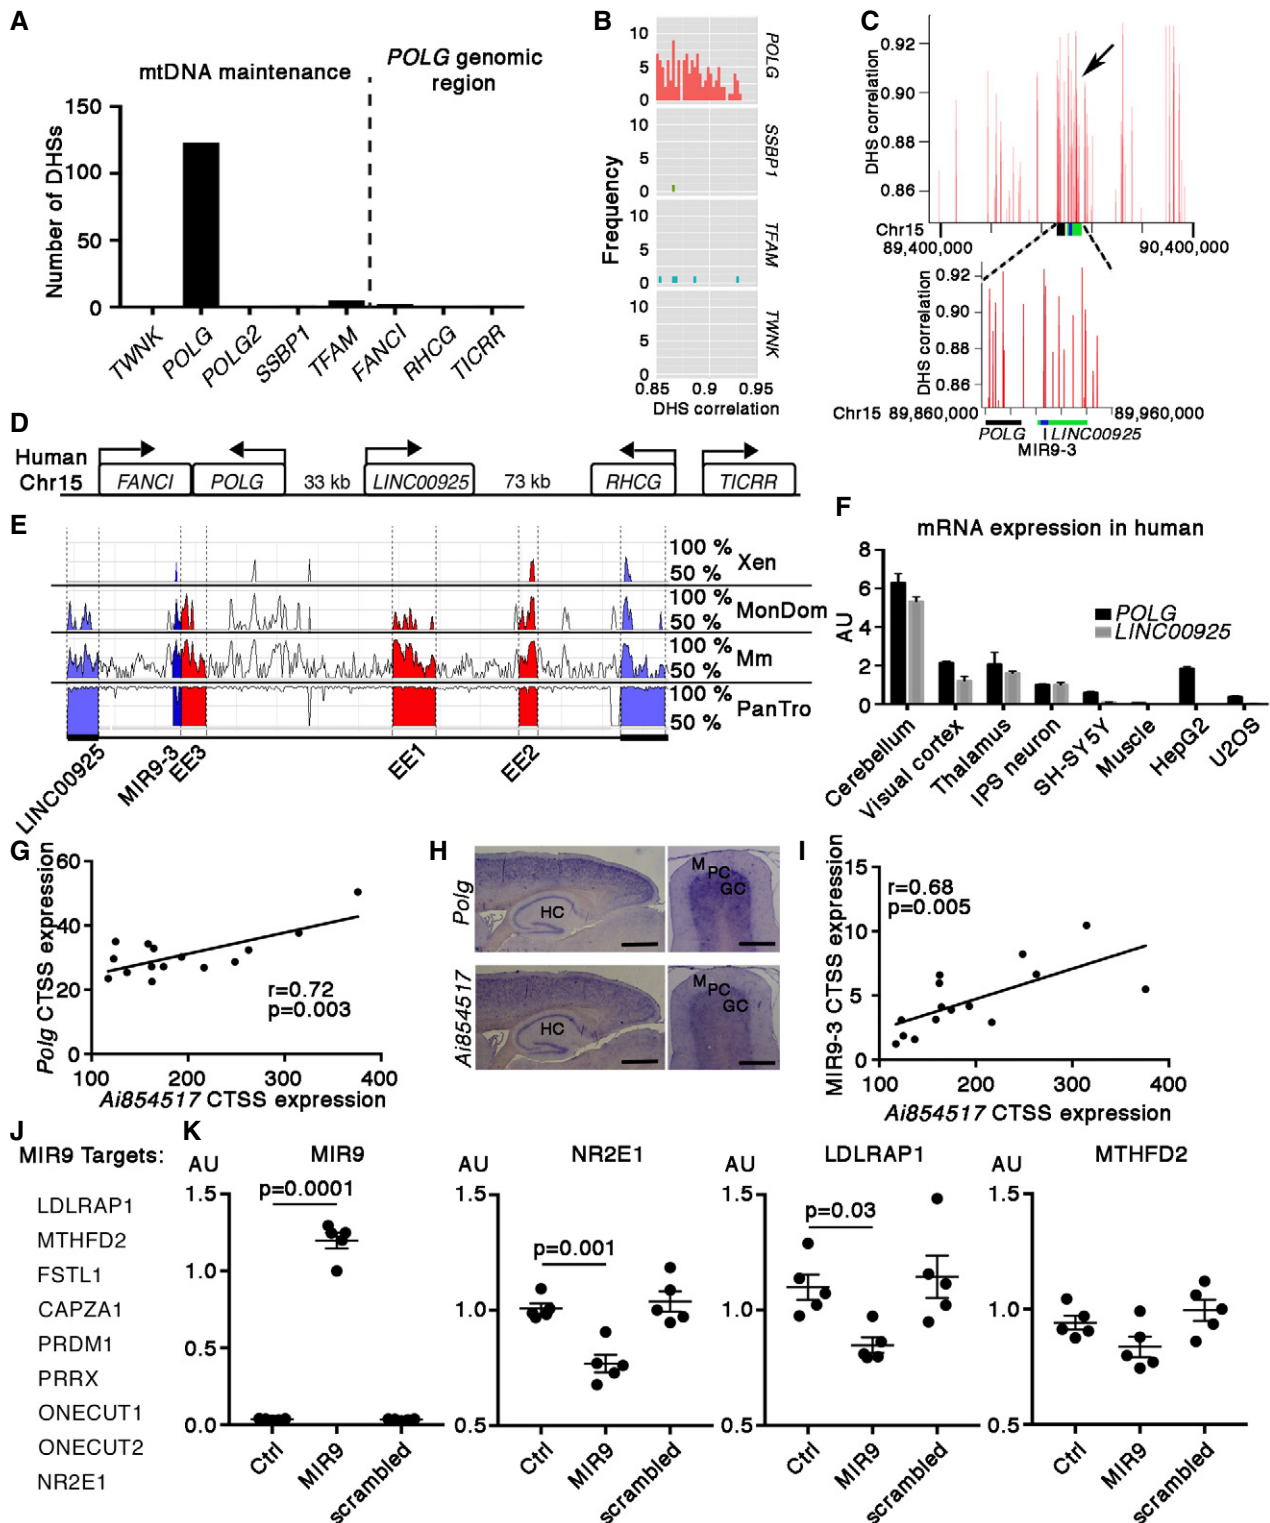 A
mtDNA maintenance
POLG genomic region
Number of DHSs
150
100
50
0
TWNK
POLG
POLG2
SSBP1
TFAM
FANCI
RHCG
TICRR
B
Frequency
10
5
0
POLG
10
5
0
SSBP1
10
5
0
TFAM
10
5
0
TWNK
0.85
0.9
0.95
DHS correlation
C
DHS correlation
0.92
0.90
0.88
0.86
Chr15
89,400,000
90,400,000
DHS correlation
0.92
0.90
0.88
0.86
Chr15 89,860,000
89,960,000
POLG
LINC00925
MIR9-3
D
Human
Chr15
FANCI
POLG
33 kb
LINC00925
73 kb
RHCG
TICRR
E
100 %
50 %
Xen
100 %
50 %
MonDom
100 %
50 %
Mm
100 %
50 %
PanTro
LINC00925
MIR9-3
EE3
EE1
EE2
F
mRNA expression in human
AU
8
6
4
2
0
POLG
LINC00925
Cerebellum
Visual cortex
Thalamus
IPS neuron
SH-SY5Y
Muscle
HepG2
U2OS
G
Polg CTSS expression
60
40
20
0
r=0.72
p=0.003
100
200
300
400
Ai854517 CTSS expression
H
Polg
HC
M
PC
GC
Ai854517
HC
M
PC
GC
I
MIR9-3 CTSS expression
15
10
5
0
r=0.68
p=0.005
100
200
300
400
Ai854517 CTSS expression
J
MIR9 Targets:
LDLRAP1
MTHFD2
FSTL1
CAPZA1
PRDM1
PRRX
ONECUT1
ONECUT2
NR2E1
K
MIR9
AU
1.5
1.0
0.5
0.0
p=0.0001
Ctrl
MIR9
scrambled
NR2E1
AU
1.5
1.0
0.5
p=0.001
Ctrl
MIR9
scrambled
LDLRAP1
AU
1.5
1.0
0.5
p=0.03
Ctrl
MIR9
scrambled
MTHFD2
AU
1.5
1.0
0.5
Ctrl
MIR9
scrambled